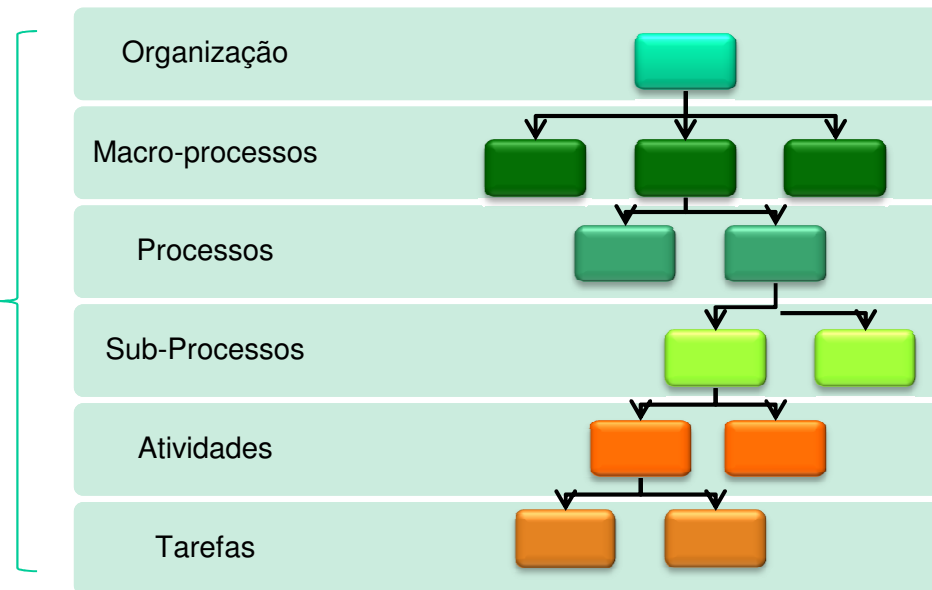 Organização
Macro-processos
Processos
Sub-Processos
Atividades
Tarefas